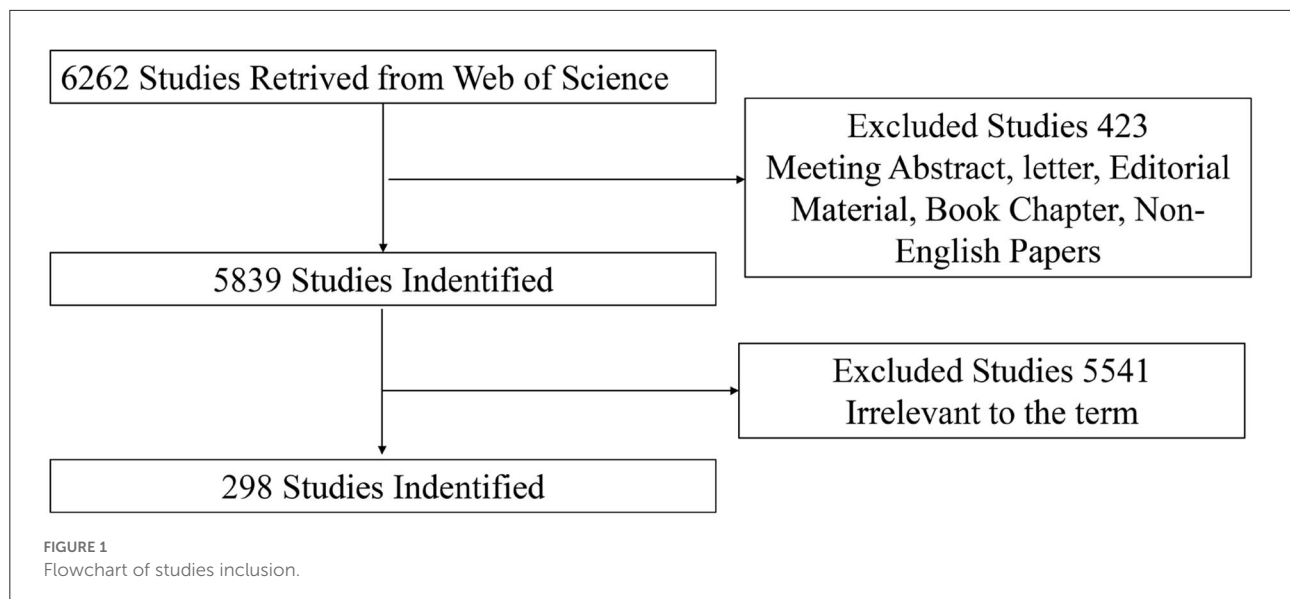 6262 Studies Retrived from Web of Science
Excluded Studies 423
Meeting Abstract, letter, Editorial
Material, Book Chapter, Non-
English Papers
5839 Studies Indentified
Excluded Studies 5541
Irrelevant to the term
298 Studies Indentified
FIGURE 1
Flowchart of studies inclusion.